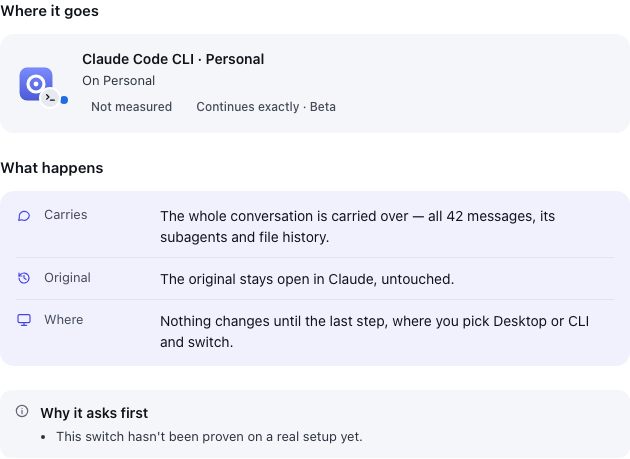 Where it goes
Claude Code CLI · Personal
On Personal
Not measured
Continues exactly · Beta
What happens
Carries
The whole conversation is carried over — all 42 messages, its
subagents and file history.
Original
The original stays open in Claude, untouched.
Where
Nothing changes until the last step, where you pick Desktop or CLI
and switch.
Why it asks first
• This switch hasn't been proven on a real setup yet.